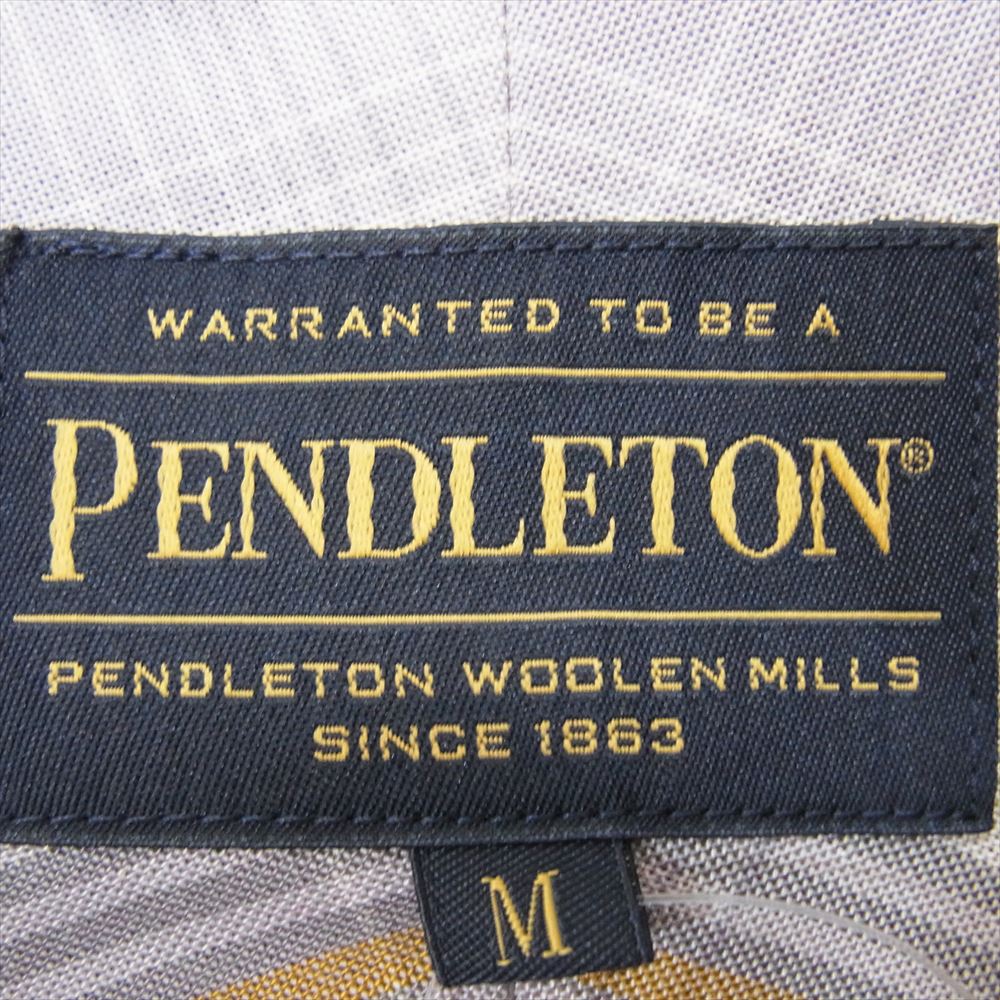 WARRANTED TO BE A
PENDLETON®
PENDLETON WOOLEN MILLS
SINCE 1863
M